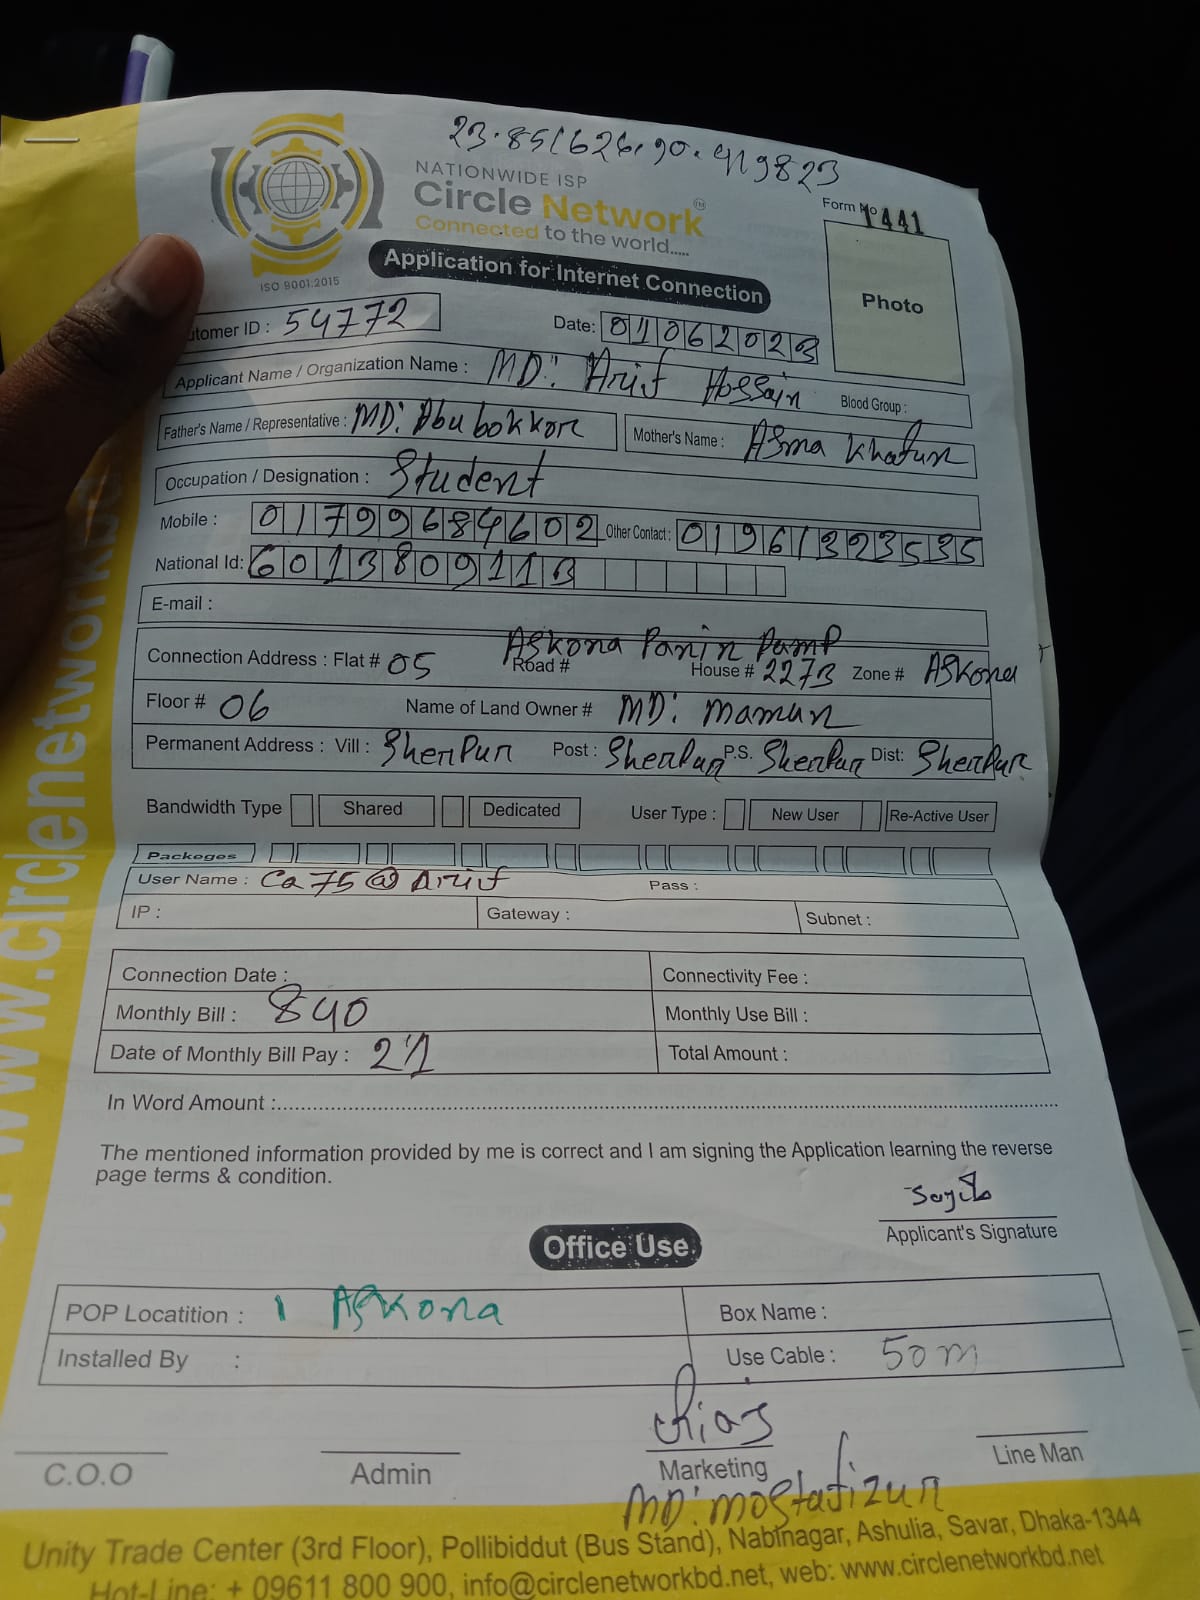 23.851626.90.419823
NATIONWIDE ISP
Circle Network
TM
Connected to the world.....
ISO 9001:2015
Form No 1441
Application for Internet Connection
Photo
tomer ID : 54772
Date: 01062023
Applicant Name / Organization Name : MD: Arif Hossain Blood Group :
Father's Name / Representative : MD: Abu bokkor Mother's Name : Asma Khatun
Occupation / Designation : Student
Mobile : 01799684602 Other Contact : 01961323535
National Id: 6013809113
E-mail :
Askona Panir Pamp
Connection Address : Flat # 05 Road # House # 2273 Zone # Askona
Floor # 06 Name of Land Owner # MD: Mamun
Permanent Address : Vill : SherPur Post : SherPur P.S. SherPur Dist: SherPur
Bandwidth Type Shared Dedicated User Type : New User Re-Active User
Packeges
User Name : Ca75@Arif Pass :
IP : Gateway : Subnet :
Connection Date : Connectivity Fee :
Monthly Bill : 840 Monthly Use Bill :
Date of Monthly Bill Pay : 21 Total Amount :
In Word Amount :
The mentioned information provided by me is correct and I am signing the Application learning the reverse
page terms & condition.
Applicant's Signature
Office Use
POP Locatition : Askona Box Name :
Installed By : Use Cable : 50m
C.O.O Admin Marketing Line Man
MD: mostafizur
Unity Trade Center (3rd Floor), Pollibiddut (Bus Stand), Nabinagar, Ashulia, Savar, Dhaka-1344
Hot-Line: + 09611 800 900, info@circlenetworkbd.net, web: www.circlenetworkbd.net
www.circlenetworkbd